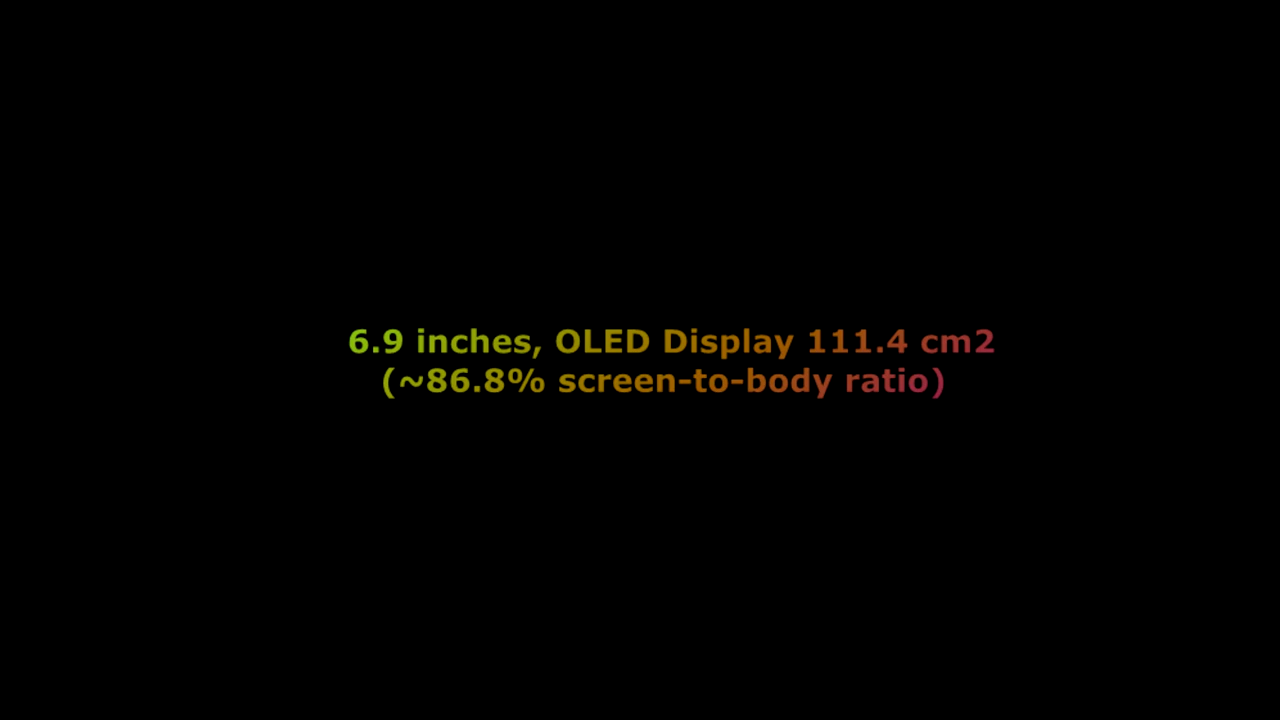 6.9 inches, OLED Display 111.4 cm2
(~86.8% screen-to-body ratio)